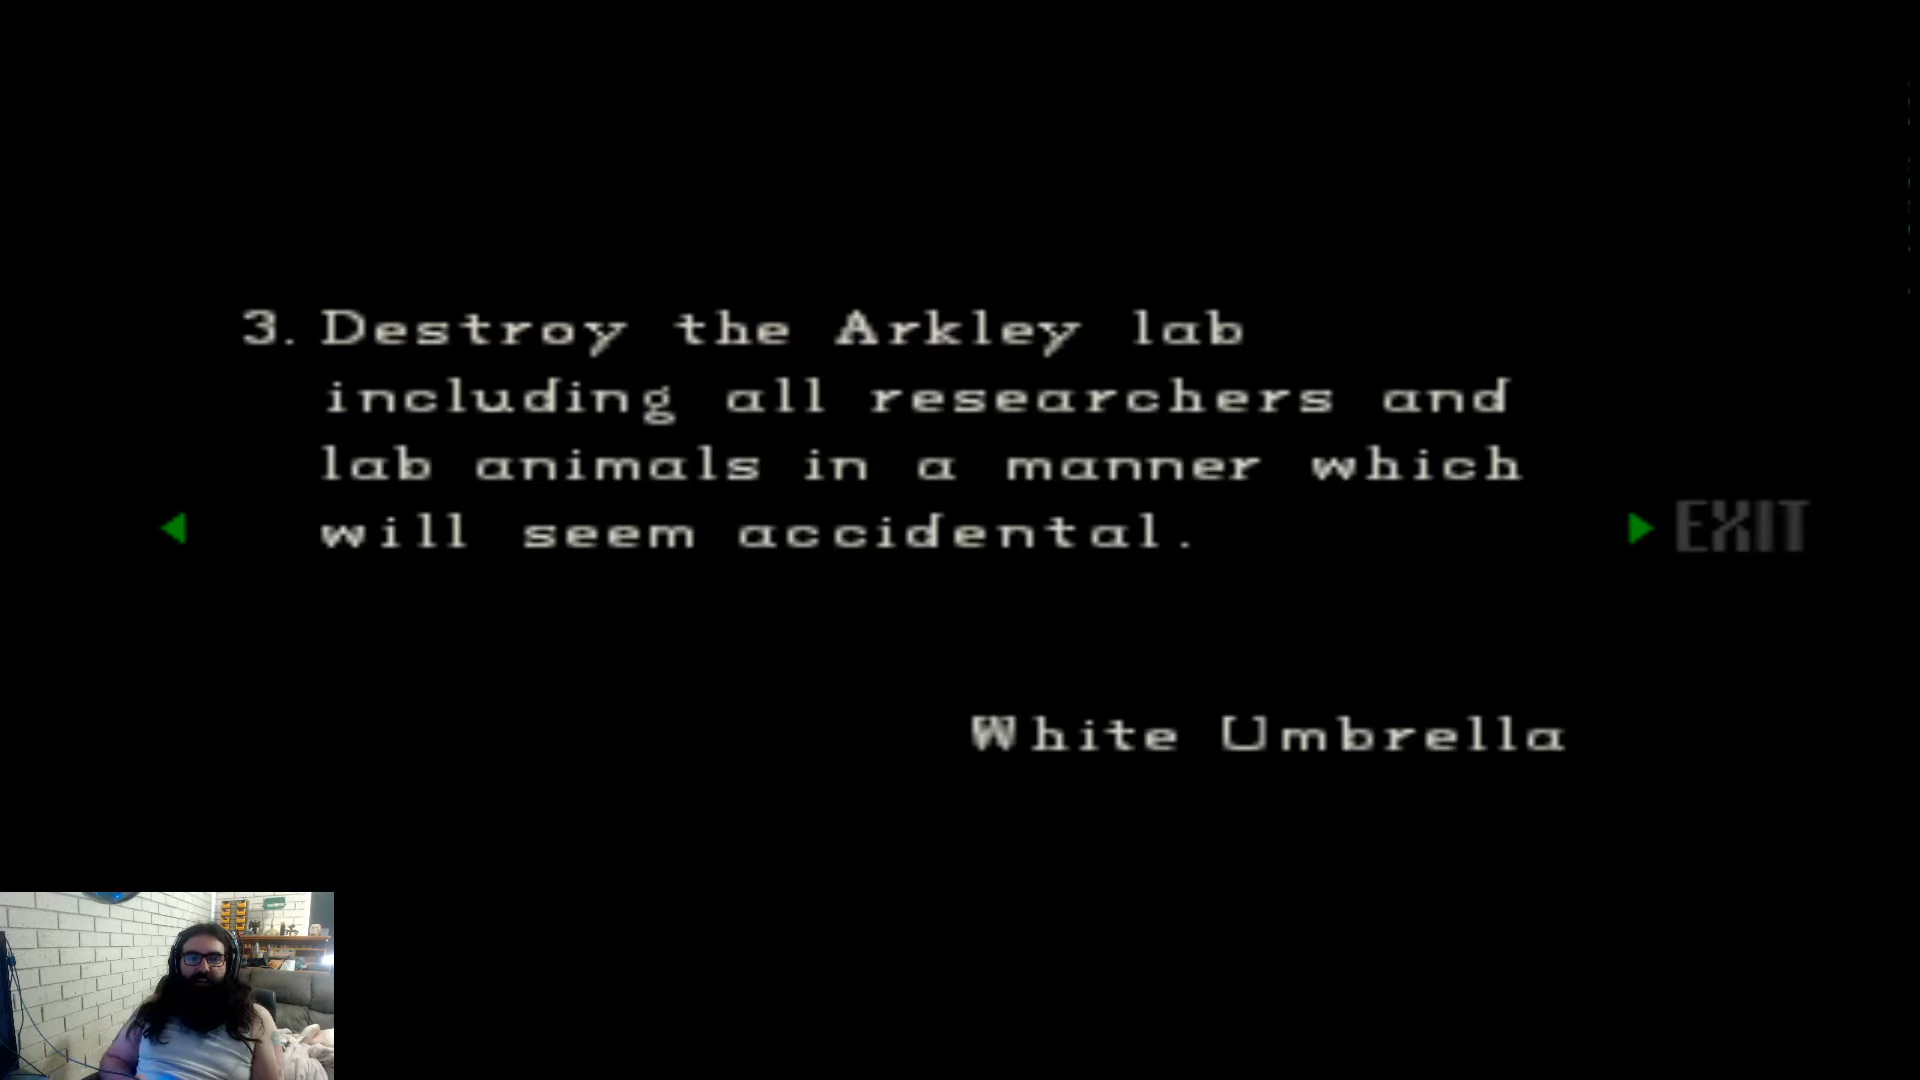 3. Destroy the Arkley lab
including all researchers and
lab animals in a manner which
will seem accidental.
EXIT
White Umbrella